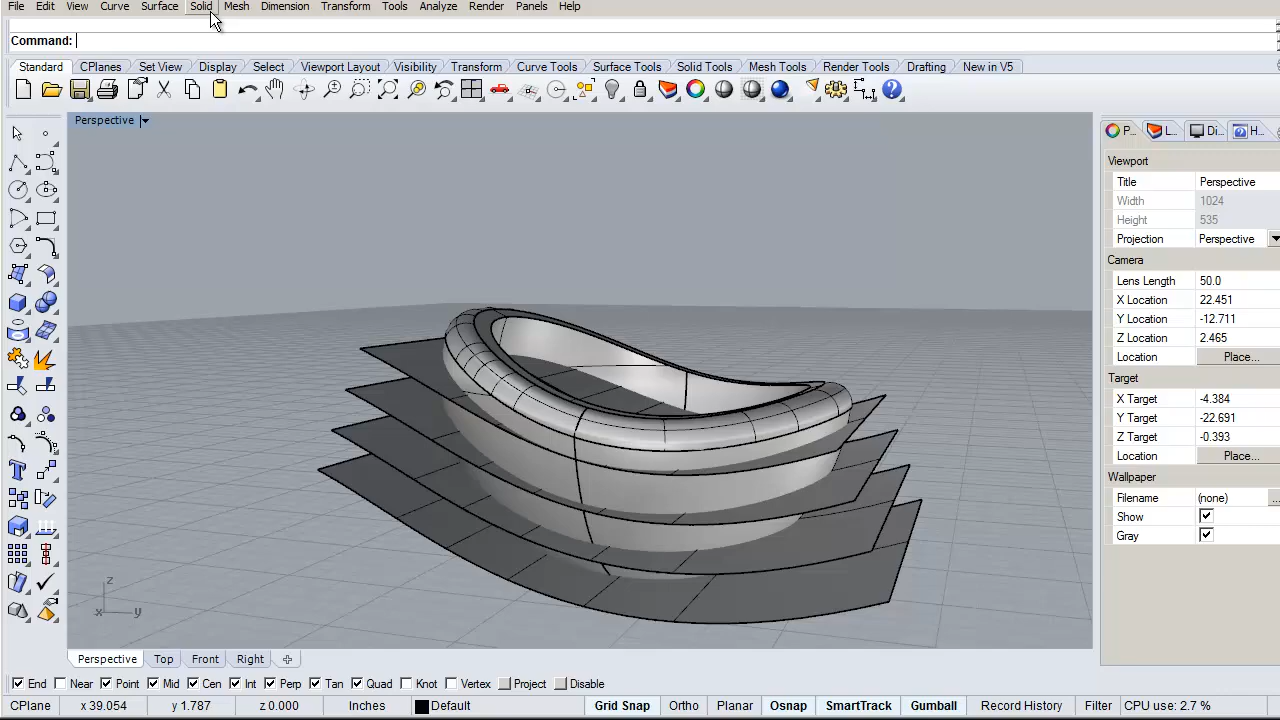 File Edit View Curve Surface Solid Mesh Dimension Transform Tools Analyze Render Panels Help
Command:
Standard CPlanes Set View Display Select Viewport Layout Visibility Transform Curve Tools Surface Tools Solid Tools Mesh Tools Render Tools Drafting New in V5
Perspective
P... L... Di... H...
Viewport
Title Perspective
Width 1024
Height 535
Projection Perspective
Camera
Lens Length 50.0
X Location 22.451
Y Location -12.711
Z Location 2.465
Location Place...
Target
X Target -4.384
Y Target -22.691
Z Target -0.393
Location Place...
Wallpaper
Filename (none) ...
Show
Gray
z
x y
Perspective Top Front Right
End Near Point Mid Cen Int Perp Tan Quad Knot Vertex Project Disable
CPlane x 39.054 y 1.787 z 0.000 Inches Default Grid Snap Ortho Planar Osnap SmartTrack Gumball Record History Filter CPU use: 2.7 %